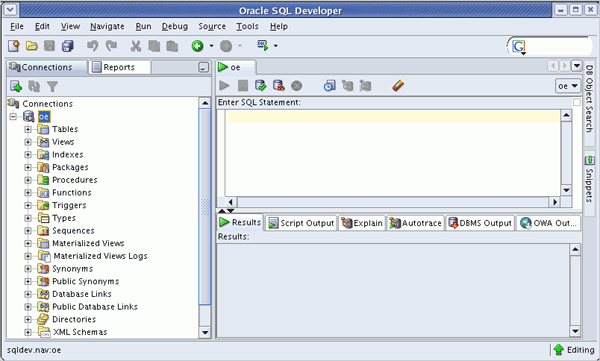 Oracle SQL Developer
File Edit View Navigate Run Debug Source Tools Help
G
Connections Reports
Connections
oe
Tables
Views
Indexes
Packages
Procedures
Functions
Triggers
Types
Sequences
Materialized Views
Materialized Views Logs
Synonyms
Public Synonyms
Database Links
Public Database Links
Directories
XML Schemas
oe
oe
Enter SQL Statement:
Results Script Output Explain Autotrace DBMS Output OWA Out...
Results:
DB Object Search
Snippets
sqldev.nav:oe
Editing